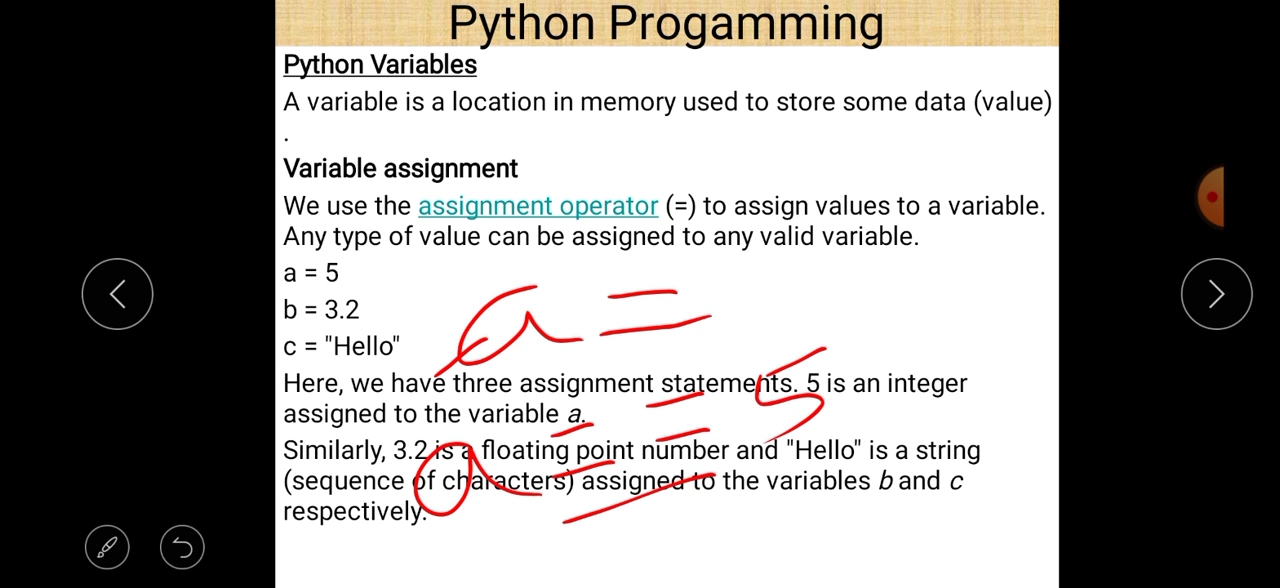 Python Progamming
Python Variables
A variable is a location in memory used to store some data (value)
.
Variable assignment
We use the assignment operator (=) to assign values to a variable.
Any type of value can be assigned to any valid variable.
a = 5
b = 3.2
c = "Hello"
a =
Here, we have three assignment statements. 5 is an integer
assigned to the variable a.
= = 5
Similarly, 3.2 is a floating point number and "Hello" is a string
(sequence of characters) assigned to the variables b and c
a =
respectively.